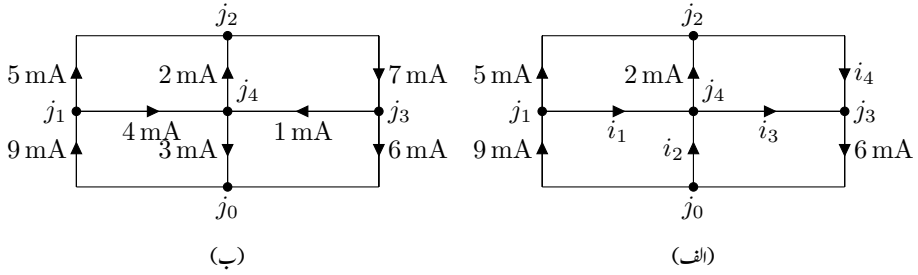 j₂ j₂
5 mA 2 mA 7 mA 5 mA 2 mA i₄
j₁ j₄ j₃ j₁ j₄ j₃
4 mA 1 mA i₁ i₃
9 mA 3 mA 6 mA 9 mA i₂ 6 mA
j₀ j₀
(ب) (الف)